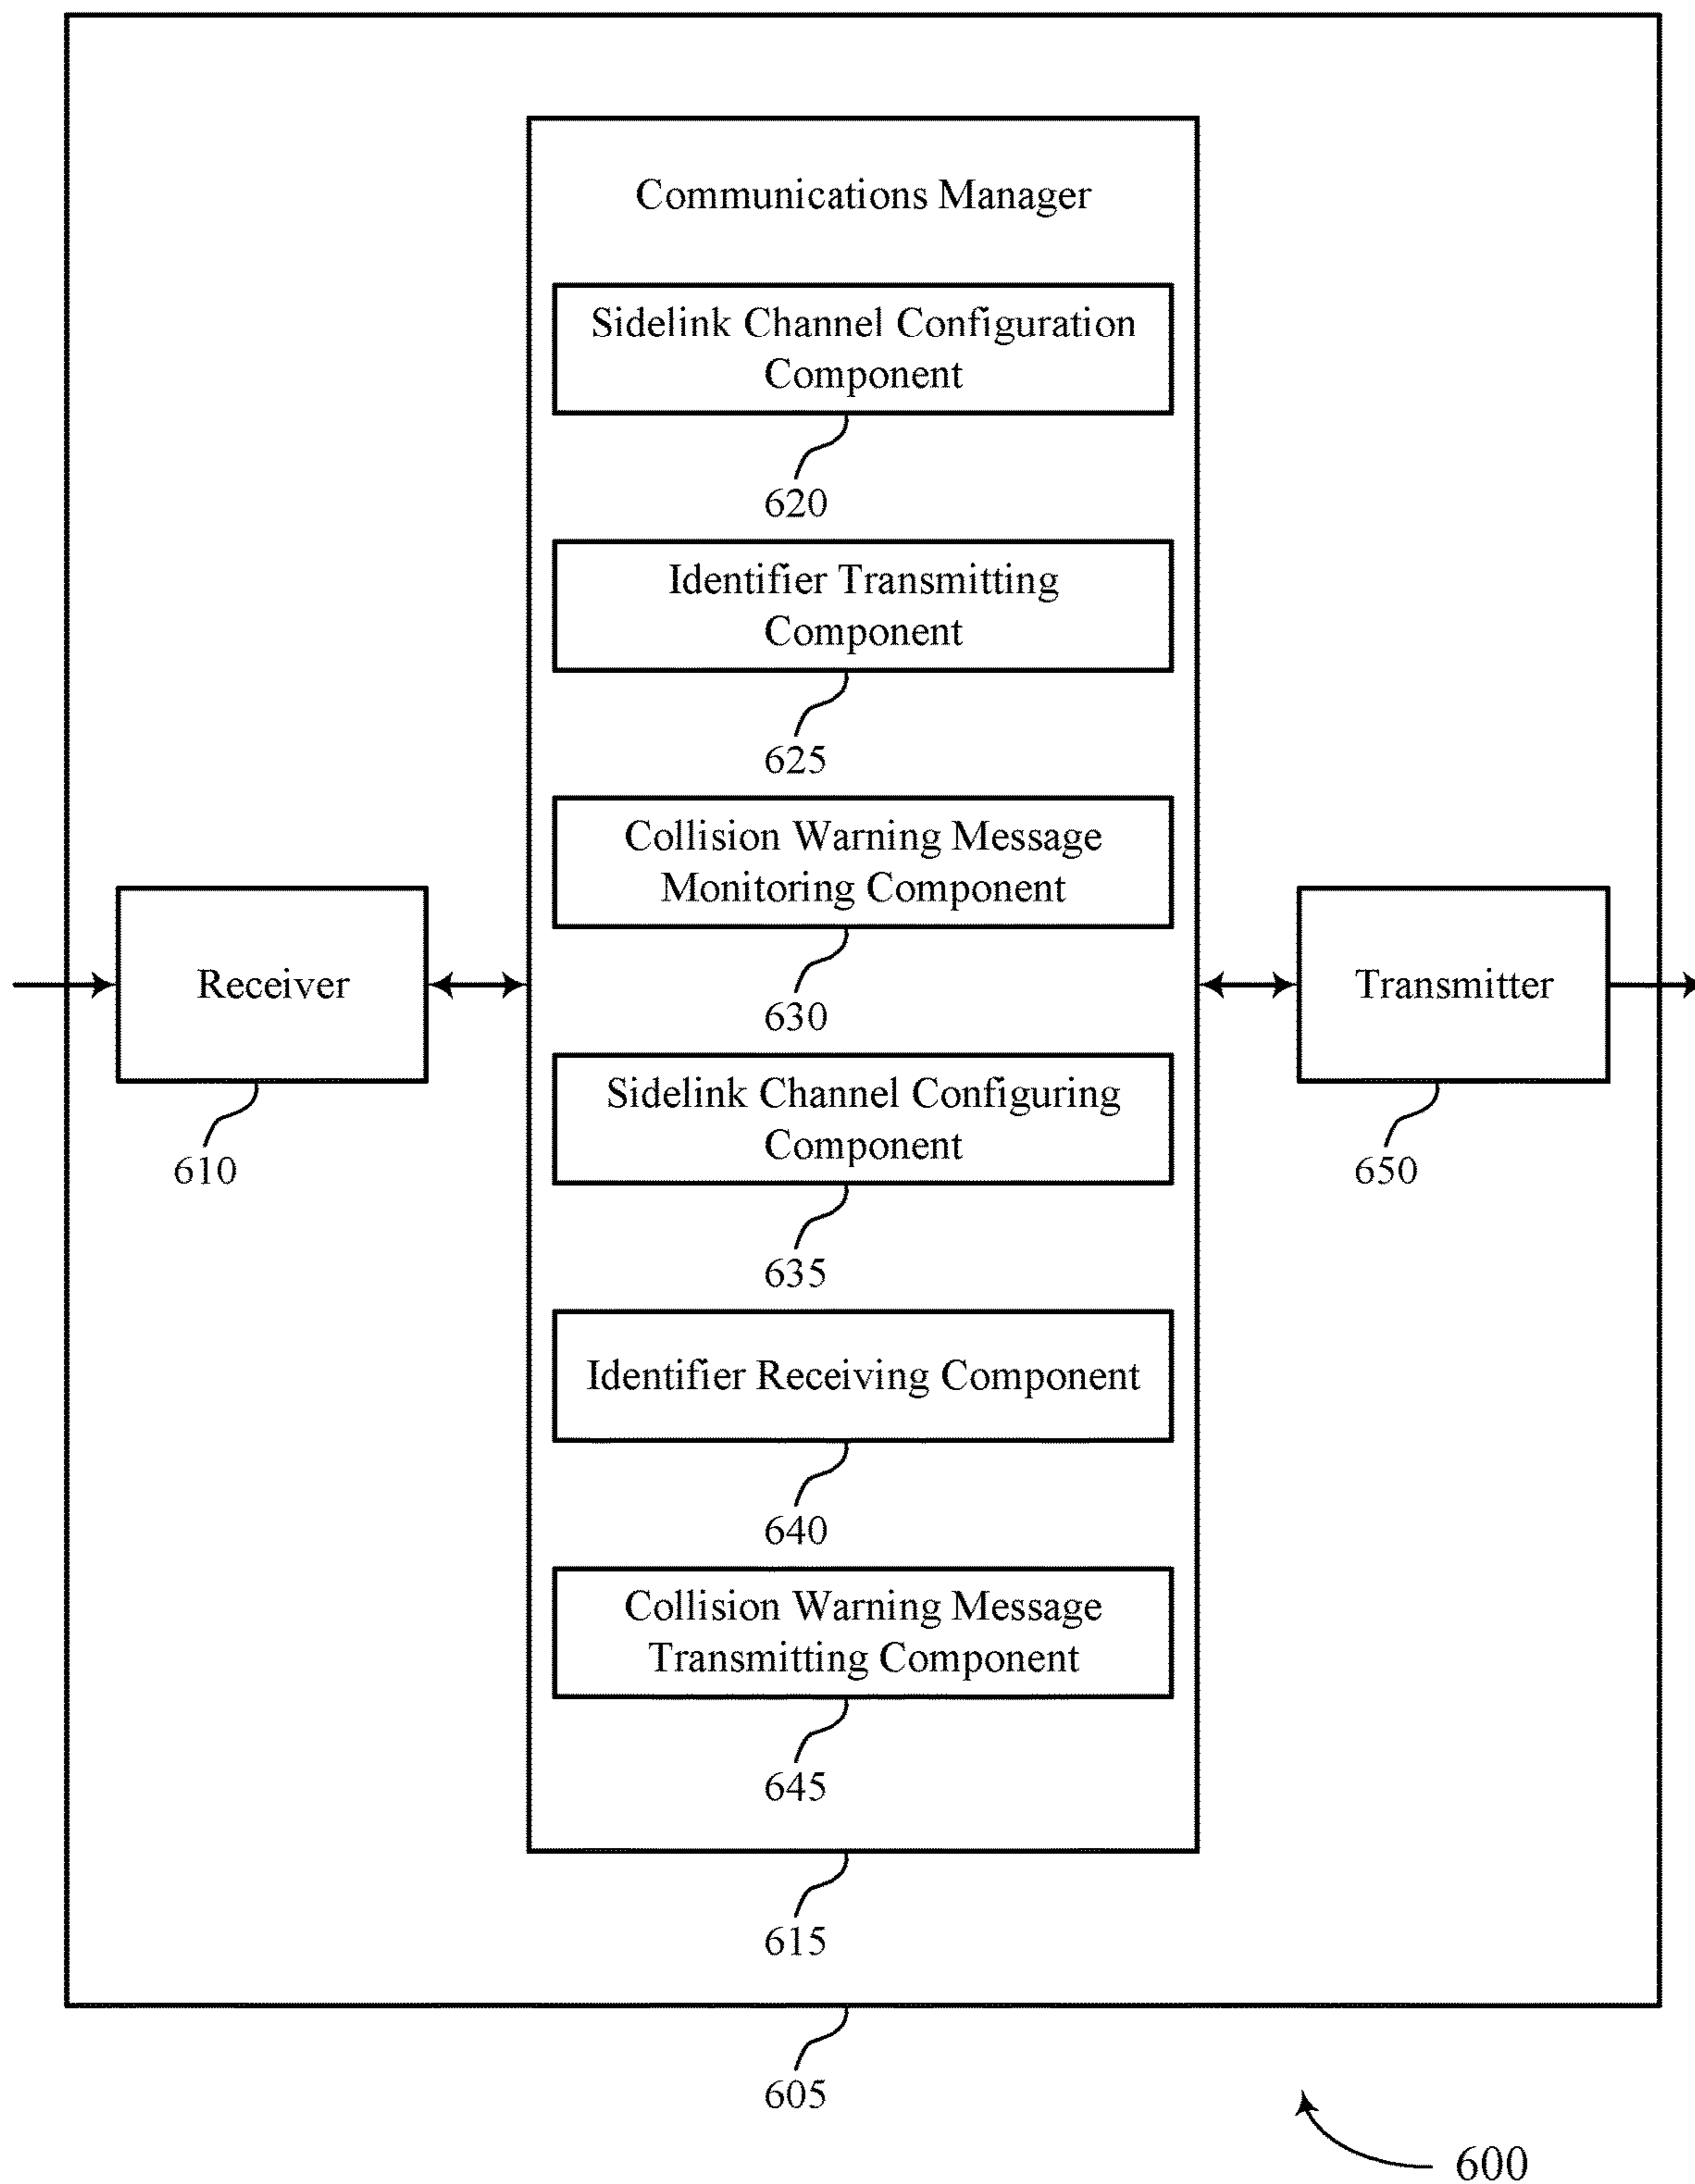 Communications Manager
Sidelink Channel Configuration
Component
620
Identifier Transmitting
Component
625
Collision Warning Message
Monitoring Component
630
Receiver
610
Transmitter
650
Sidelink Channel Configuring
Component
635
Identifier Receiving Component
640
Collision Warning Message
Transmitting Component
645
615
605
600